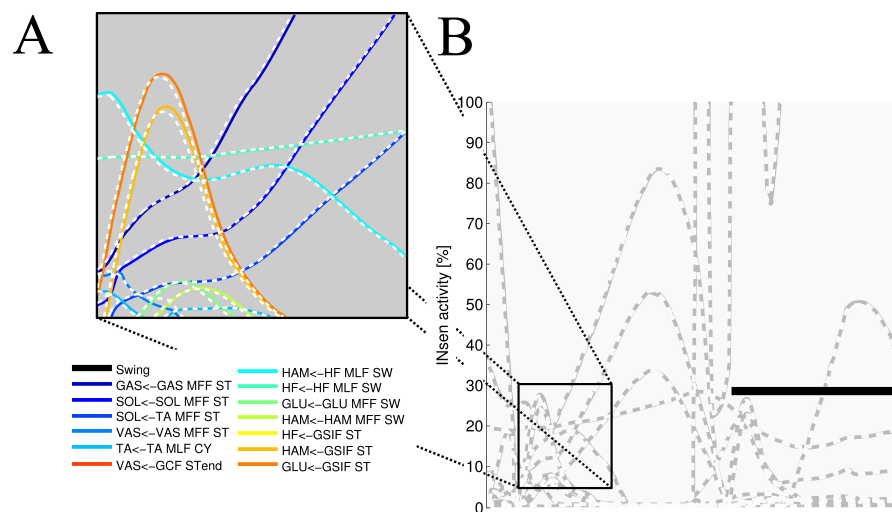 A
B
100
90
80
70
60
50
40
30
20
10
0
INsen activity [%]
Swing
GAS<-GAS MFF ST
SOL<-SOL MFF ST
SOL<-TA MFF ST
VAS<-VAS MFF ST
TA<-TA MLF CY
VAS<-GCF STend
HAM<-HF MLF SW
HF<-HF MLF SW
GLU<-GLU MFF SW
HAM<-HAM MFF SW
HF<-GSIF ST
HAM<-GSIF ST
GLU<-GSIF ST